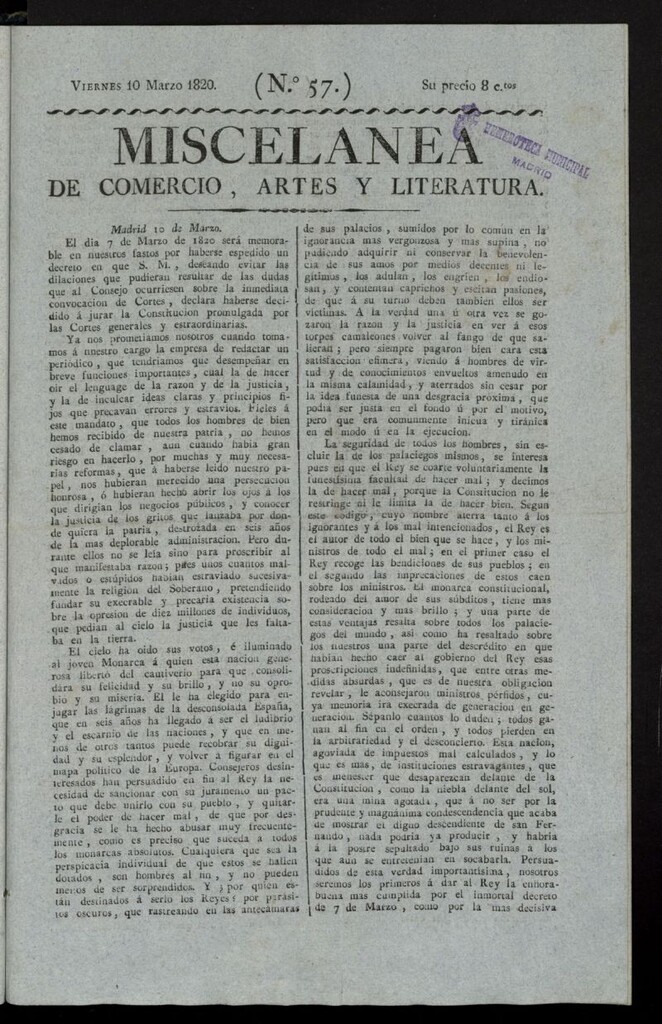 VIERNES 10 Marzo 1820.
(N.º 57.)
Su precio 8 c.tos
MISCELANEA
DE COMERCIO, ARTES Y LITERATURA.
HEMEROTECA MUNICIPAL
MADRID
Madrid 10 de Marzo.
El dia 7 de Marzo de 1820 será memora-
ble en nuestros fastos por haberse espedido un
decreto en que S. M., deseando evitar las
dilaciones que pudieran resultar de las dudas
que al Consejo ocurriesen sobre la inmediata
convocacion de Cortes, declara haberse deci-
dido á jurar la Constitucion promulgada por
las Cortes generales y estraordinarias.
Ya nos prometiamos nosotros cuando toma-
mos á nuestro cargo la empresa de redactar un
periodico, que tendriamos que desempeñar en
breve funciones importantes, cual la de hacer
oir el lenguage de la razon y de la justicia,
y la de inculcar ideas claras y principios fi-
jos que precavan errores y estravios. Fieles á
este mandato, que todos los hombres de bien
hemos recibido de nuestra patria, no hemos
cesado de clamar, aun cuando habia gran
riesgo en hacerlo, por muchas y muy necesa-
rias reformas, que á haberse leido nuestro pa-
pel, nos hubieran merecido una persecucion
honrosa, ó hubieran hecho abrir los ojos á los
que dirigian los negocios públicos, y conocer
la justicia de los gritos que lanzaba por don-
de quiera la patria, destrozada en seis años
de la mas deplorable administracion. Pero du-
rante ellos no se leia sino para proscribir al
que manifestaba razon; pues unos cuantos mal-
vados o estúpidos habian estraviado sucesiva-
mente la religion del Soberano, pretendiendo
fundar su execrable y precaria existencia so-
bre la opresion de diez millones de individuos,
que pedian al cielo la justicia que les falta-
ba en la tierra.
El cielo ha oido sus votos, é iluminado
al joven Monarca á quien esta nacion gene-
rosa libertó del cautiverio para que consoli-
dára su felicidad y su brillo, y no su opro-
bio y su miseria. El le ha elegido para en-
jugar las lágrimas de la desconsolada España,
que en seis años ha llegado á ser el ludibrio
y el escarnio de las naciones, y que en me-
nos de otros tantos puede recobrar su digni-
dad y su esplendor, y volver á figurar en el
mapa politico de la Europa. Consejeros desin-
teresados han persuadido en fin al Rey la ne-
cesidad de sancionar con su juramento un pac-
to que debe unirlo con su pueblo, y quitar-
le el poder de hacer mal, de que por des-
gracia se le ha hecho abusar muy frecuente-
mente, como es preciso que suceda a todos
los monarcas absolutos. Cualquiera que sea la
perspicacia individual de que estos se hallen
dotados, son hombres al fin, y no pueden
menos de ser sorprendidos. Y ¿por quien es-
tán destinados á serlo los Reyes? por parási-
tos oscuros, que rastreando en las antecámaras
de sus palacios, sumidos por lo comun en la
ignorancia mas vergonzosa y mas supina, no
pudiendo adquirir ni conservar la benevolen-
cia de sus amos por medios decentes ni le-
gitimos, los adulan, los engrien, los endio-
san, y contentan caprichos y escitan pasiones,
de que á su turno deben tambien ellos ser
victimas. A la verdad una ú otra vez se go-
zaron la razon y la justicia en ver á esos
torpes camaleones volver al fango de que sa-
lieran; pero siempre pagaron bien cara esta
satisfaccion efimera, viendo á hombres de vir-
tud y de conocimientos envueltos amenudo en
la misma calamidad, y aterrados sin cesar por
la idea funesta de una desgracia próxima, que
podia ser justa en el fondo ú por el motivo,
pero que era comunmente inicua y tiránica
en el modo ú en la ejecucion.
La seguridad de todos los hombres, sin es-
cluir la de los palaciegos mismos, se interesa
pues en que el Rey se coarte voluntariamente la
funestisima facultad de hacer mal; y decimos
la de hacer mal, porque la Constitucion no le
restringe ni le limita la de hacer bien. Segun
este codigo, cuyo nombre aterra tanto á los
ignorantes y á los mal intencionados, el Rey es
el autor de todo el bien que se hace, y los mi-
nistros de todo el mal; en el primer caso el
Rey recoge las bendiciones de sus pueblos; en
el segundo las imprecaciones de estos caen
sobre los ministros. El monarca constitucional,
rodeado del amor de sus súbditos, tiene mas
consideracion y mas brillo; y una parte de
estas ventajas resalta sobre todos los palacie-
gos del mundo, asi como ha resaltado sobre
los nuestros una parte del descrédito en que
habian hecho caer al gobierno del Rey esas
proscripciones indefinidas, que entre otras me-
didas absurdas, que es de nuestra obligacion
revelar, le aconsejaron ministros pérfidos, cu-
ya memoria irá execrada de generacion en ge-
neracion. Sépanlo cuantos lo duden; todos ga-
nan al fin en el orden, y todos pierden en
la arbitrariedad y el desconcierto. Esta nacion,
agoviada de impuestos mal calculados, y lo
que es mas, de instituciones estravagantes, que
es menester que desaparezcan delante de la
Constitucion, como la niebla delante del sol,
era una mina agotada, que á no ser por la
prudente y magnánima condescendencia que acaba
de mostrar el digno descendiente de san Fer-
nando, nada podria ya producir, y habria
á la postre sepultado bajo sus ruinas á los
que aun se entretenian en socabarla. Persua-
didos de esta verdad importantisima, nosotros
seremos los primeros á dar al Rey la enhora-
buena mas cumplida por el inmortal decreto
de 7 de Marzo, como por la mas decisiva